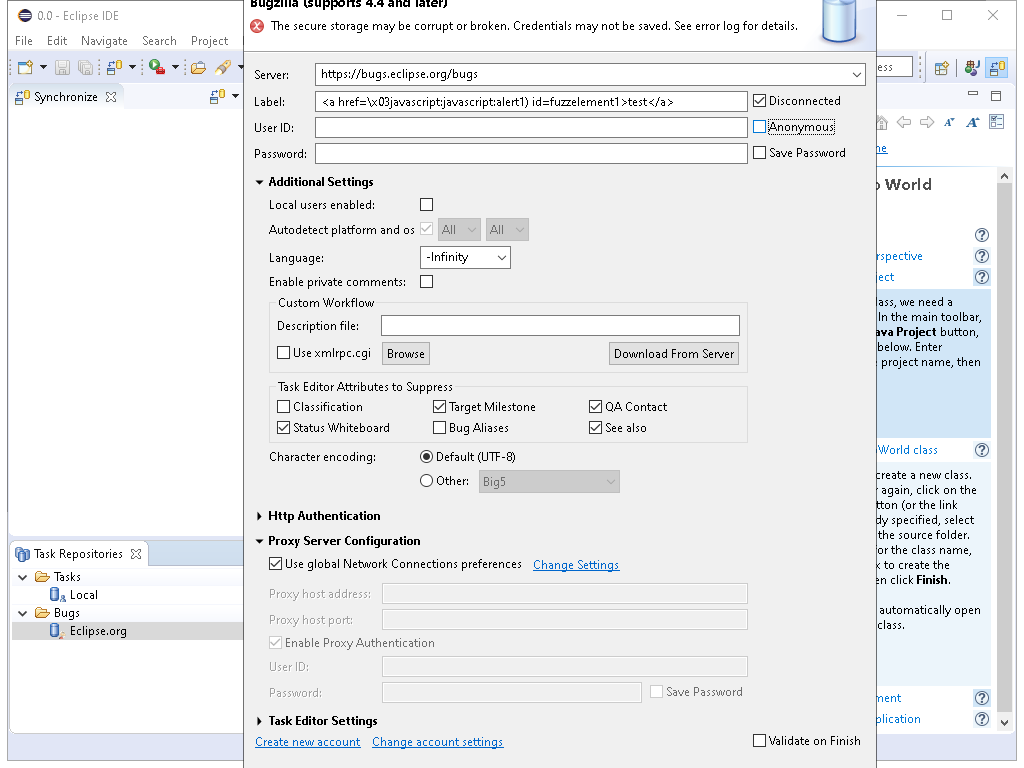 0.0 - Eclipse IDE
File Edit Navigate Search Project
Synchronize
Bugzilla (supports 4.4 and later)
The secure storage may be corrupt or broken. Credentials may not be saved. See error log for details.
Server: https://bugs.eclipse.org/bugs
Label: <a href=\x03javascript:javascript:alert1) id=fuzzelement1>test</a> Disconnected
User ID: Anonymous
Password: Save Password
Additional Settings
Local users enabled:
Autodetect platform and os All All
Language: -Infinity
Enable private comments:
Custom Workflow
Description file:
Use xmlrpc.cgi Browse Download From Server
Task Editor Attributes to Suppress
Classification Target Milestone QA Contact
Status Whiteboard Bug Aliases See also
Character encoding: Default (UTF-8)
Other: Big5
Http Authentication
Proxy Server Configuration
Use global Network Connections preferences Change Settings
Proxy host address:
Proxy host port:
Enable Proxy Authentication
User ID:
Password: Save Password
Task Editor Settings
Create new account Change account settings Validate on Finish
Task Repositories
Tasks
Local
Bugs
Eclipse.org
ess
ne
o World
rspective
ect
lass, we need a
In the main toolbar,
ava Project button,
below. Enter
project name, then
World class
create a new class.
again, click on the
tton (or the link
dy specified, select
the source folder.
or the class name,
k to create the
en click Finish.
automatically open
class.
ment
plication